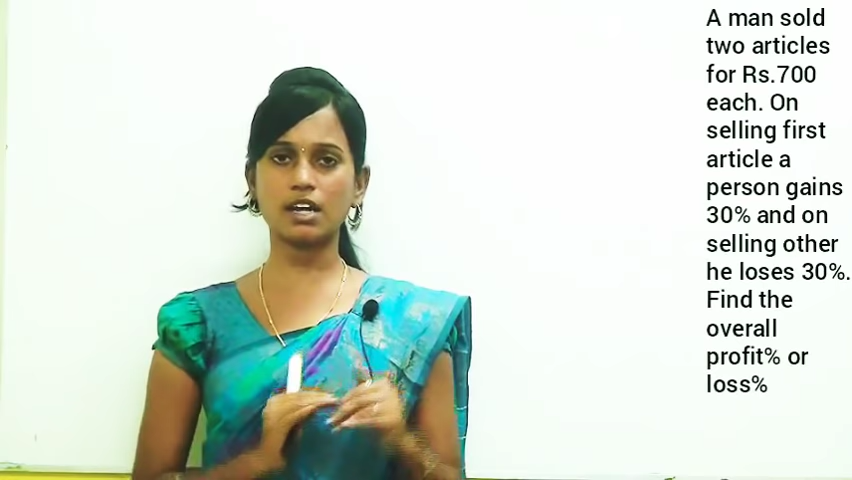 A man sold
two articles
for Rs.700
each. On
selling first
article a
person gains
30% and on
selling other
he loses 30%.
Find the
overall
profit% or
loss%